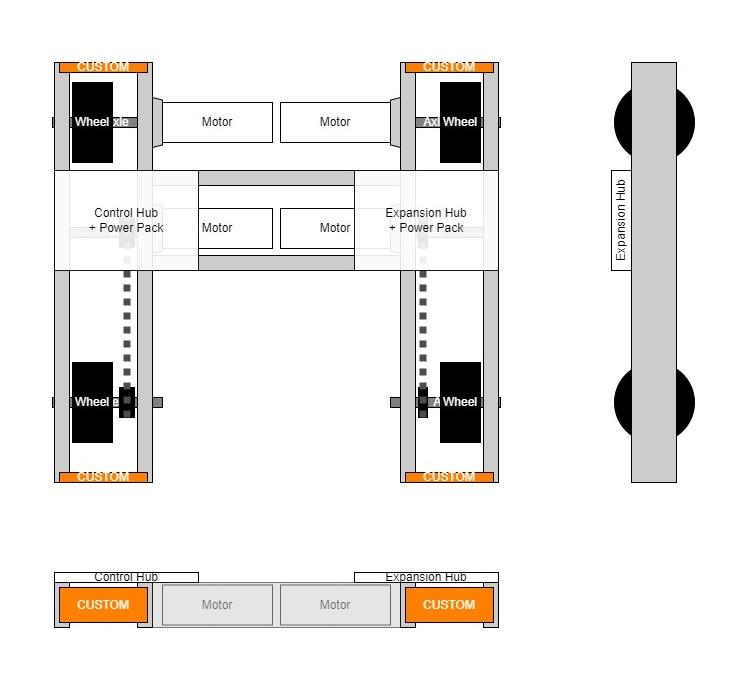 CUSTOM
CUSTOM
Wheel
xle
Motor
Motor
Ax
Wheel
Control Hub
+ Power Pack
Motor
Motor
Expansion Hub
+ Power Pack
Expansion Hub
Wheel
e
A
Wheel
CUSTOM
CUSTOM
Control Hub
Expansion Hub
CUSTOM
Motor
Motor
CUSTOM